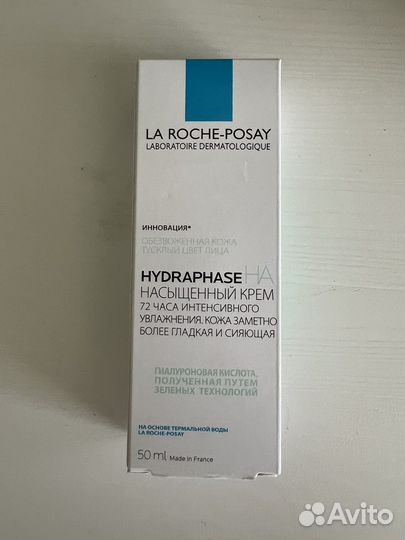 LA ROCHE-POSAY
LABORATOIRE DERMATOLOGIQUE
ИННОВАЦИЯ*
ОБЕЗВОЖЕННАЯ КОЖА
ТУСКЛЫЙ ЦВЕТ ЛИЦА
HYDRAPHASE HA
НАСЫЩЕННЫЙ КРЕМ
72 ЧАСА ИНТЕНСИВНОГО
УВЛАЖНЕНИЯ. КОЖА ЗАМЕТНО
БОЛЕЕ ГЛАДКАЯ И СИЯЮЩАЯ
ГИАЛУРОНОВАЯ КИСЛОТА,
ПОЛУЧЕННАЯ ПУТЕМ
ЗЕЛЕНЫХ ТЕХНОЛОГИЙ
НА ОСНОВЕ ТЕРМАЛЬНОЙ ВОДЫ
LA ROCHE-POSAY
50 ml Made in France
Avito